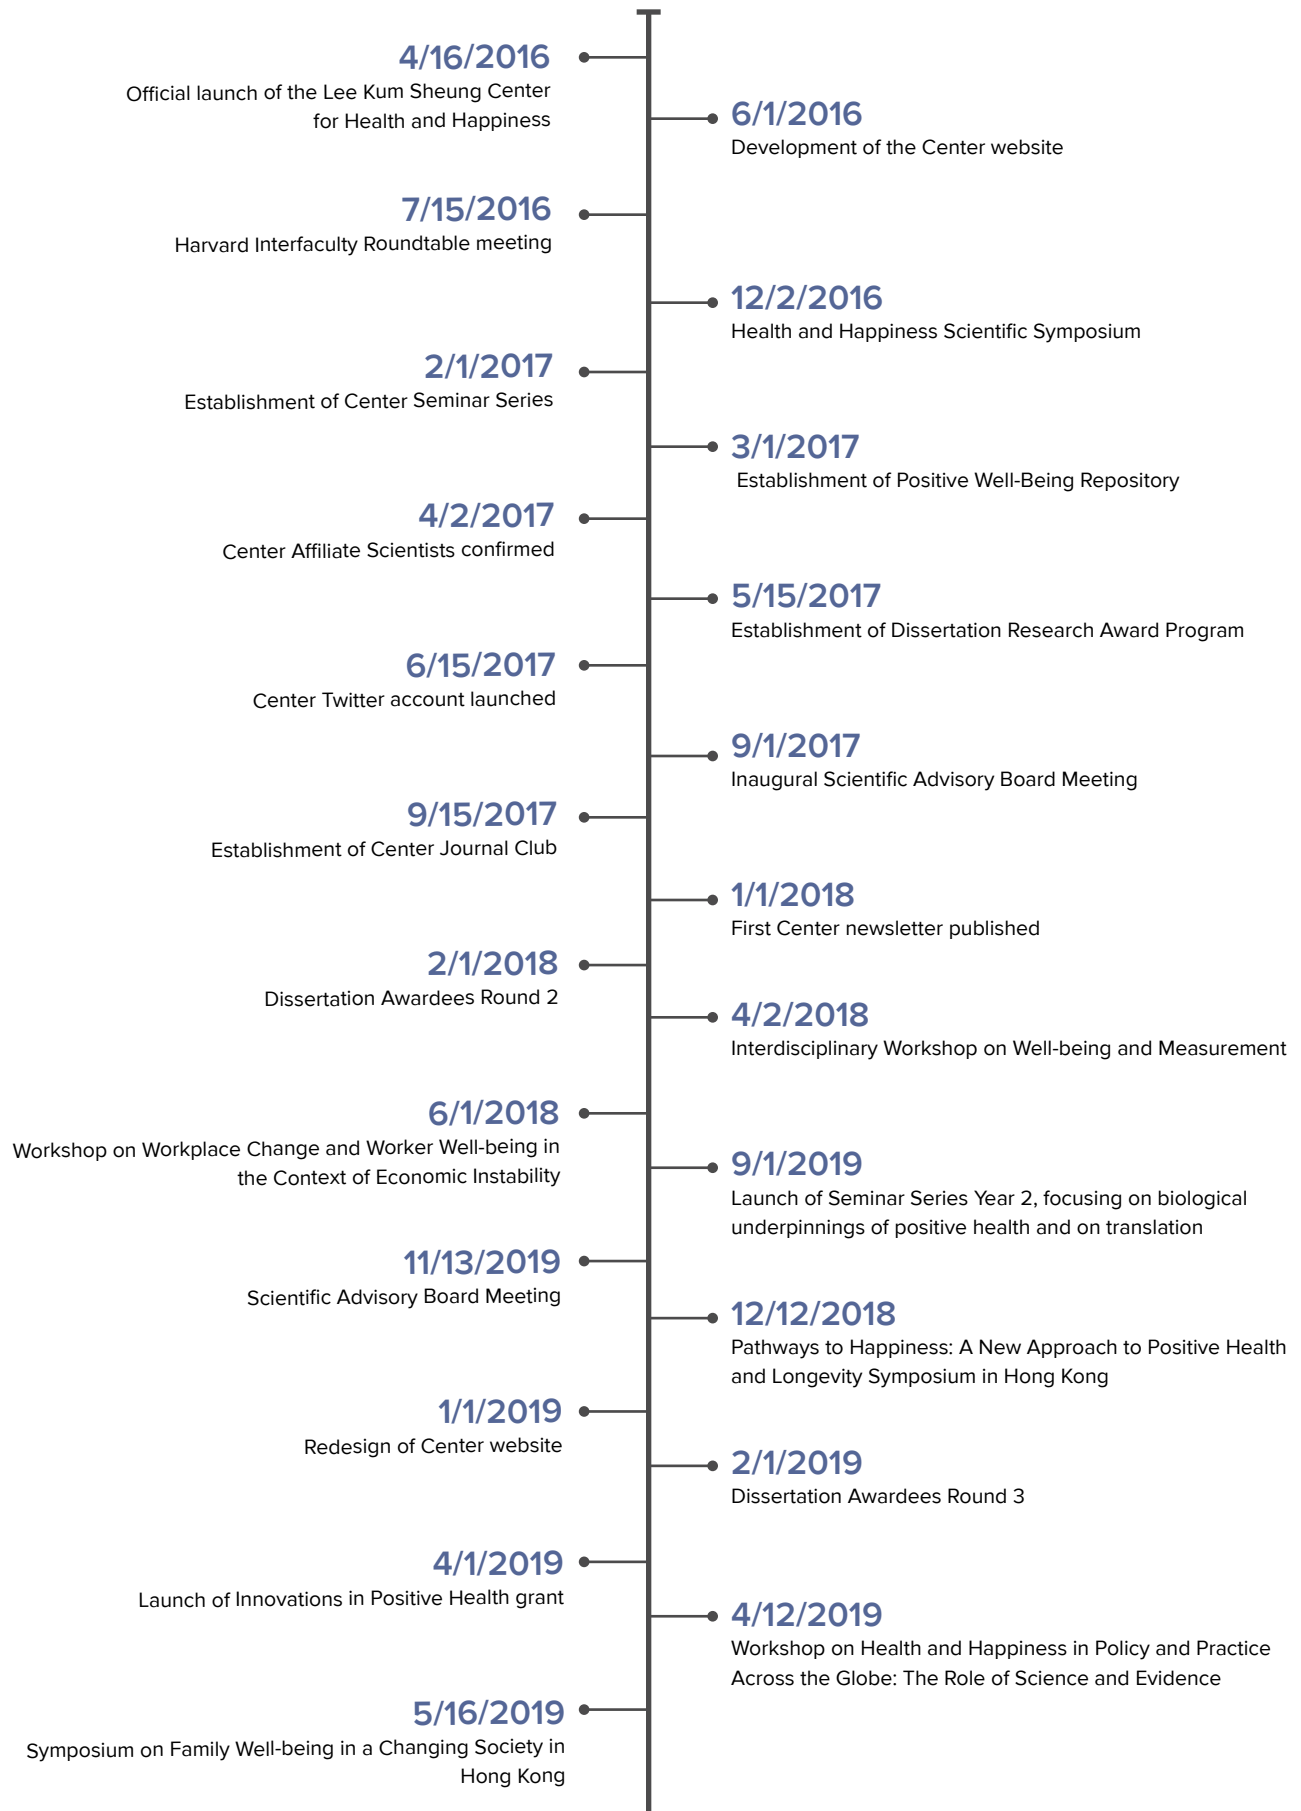 4/16/2016
Official launch of the Lee Kum Sheung Center
for Health and Happiness
6/1/2016
Development of the Center website
7/15/2016
Harvard Interfaculty Roundtable meeting
12/2/2016
Health and Happiness Scientific Symposium
2/1/2017
Establishment of Center Seminar Series
3/1/2017
Establishment of Positive Well-Being Repository
4/2/2017
Center Affiliate Scientists confirmed
5/15/2017
Establishment of Dissertation Research Award Program
6/15/2017
Center Twitter account launched
9/1/2017
Inaugural Scientific Advisory Board Meeting
9/15/2017
Establishment of Center Journal Club
1/1/2018
First Center newsletter published
2/1/2018
Dissertation Awardees Round 2
4/2/2018
Interdisciplinary Workshop on Well-being and Measurement
6/1/2018
Workshop on Workplace Change and Worker Well-being in
the Context of Economic Instability
9/1/2019
Launch of Seminar Series Year 2, focusing on biological
underpinnings of positive health and on translation
11/13/2019
Scientific Advisory Board Meeting
12/12/2018
Pathways to Happiness: A New Approach to Positive Health
and Longevity Symposium in Hong Kong
1/1/2019
Redesign of Center website
2/1/2019
Dissertation Awardees Round 3
4/1/2019
Launch of Innovations in Positive Health grant
4/12/2019
Workshop on Health and Happiness in Policy and Practice
Across the Globe: The Role of Science and Evidence
5/16/2019
Symposium on Family Well-being in a Changing Society in
Hong Kong